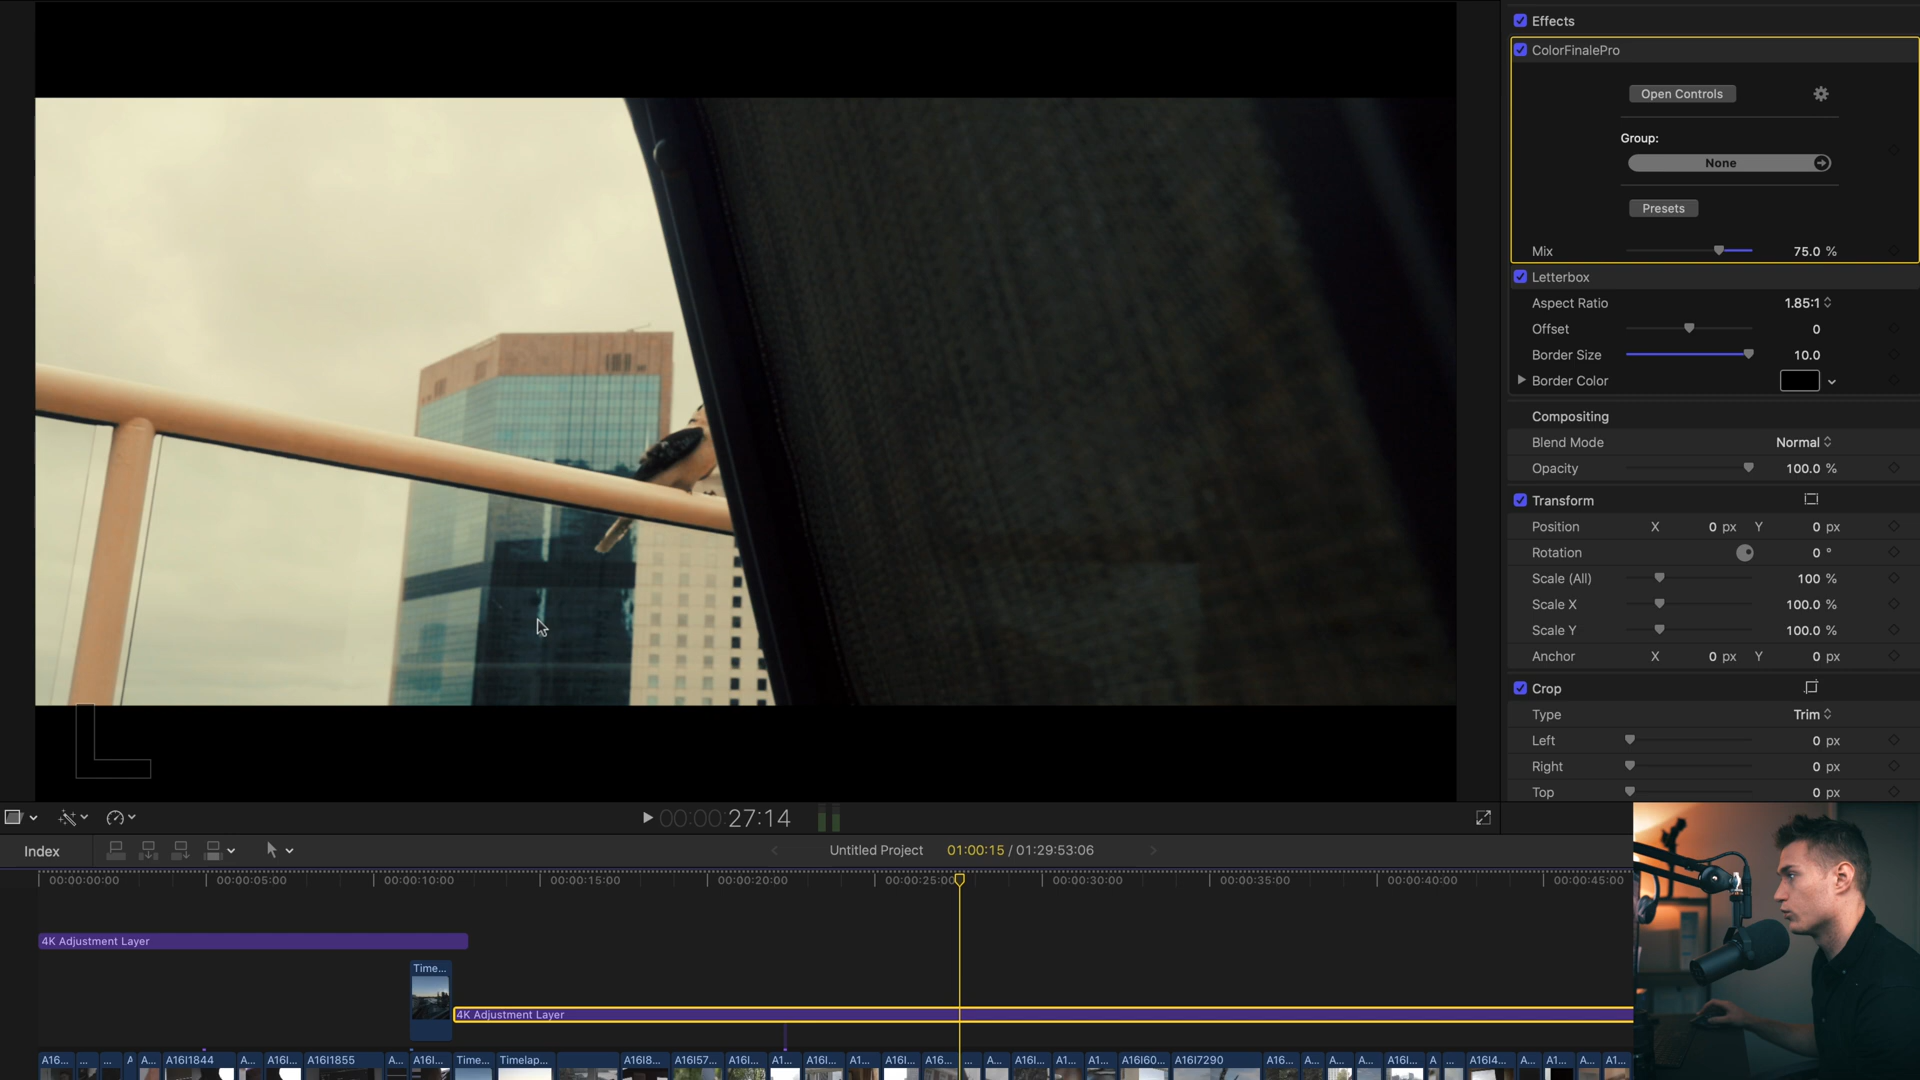 Effects
ColorFinalePro
Open Controls
Group:
None
Presets
Mix 75.0 %
Letterbox
Aspect Ratio 1.85:1
Offset 0
Border Size 10.0
Border Color
Compositing
Blend Mode Normal
Opacity 100.0 %
Transform
Position X 0 px Y 0 px
Rotation 0 °
Scale (All) 100 %
Scale X 100.0 %
Scale Y 100.0 %
Anchor X 0 px Y 0 px
Crop
Type Trim
Left 0 px
Right 0 px
Top 0 px
00:00:27:14
Index
Untitled Project 01:00:15 / 01:29:53:06
00:00:00:00 00:00:05:00 00:00:10:00 00:00:15:00 00:00:20:00 00:00:25:00 00:00:30:00 00:00:35:00 00:00:40:00 00:00:45:00
4K Adjustment Layer
Time...
4K Adjustment Layer
A16... ... ... A A... A16I1844 A... A16I... A16I1855 A... A16I... Time... Timelap... A16I8... A16I57... A16I... A1... A16I... A1... A16I... A16... ... A... A16I... A1... A1... A16I60... A16I7290 A16... A... A... A... A16I... A ... A16I4... A... A1... A... A1...